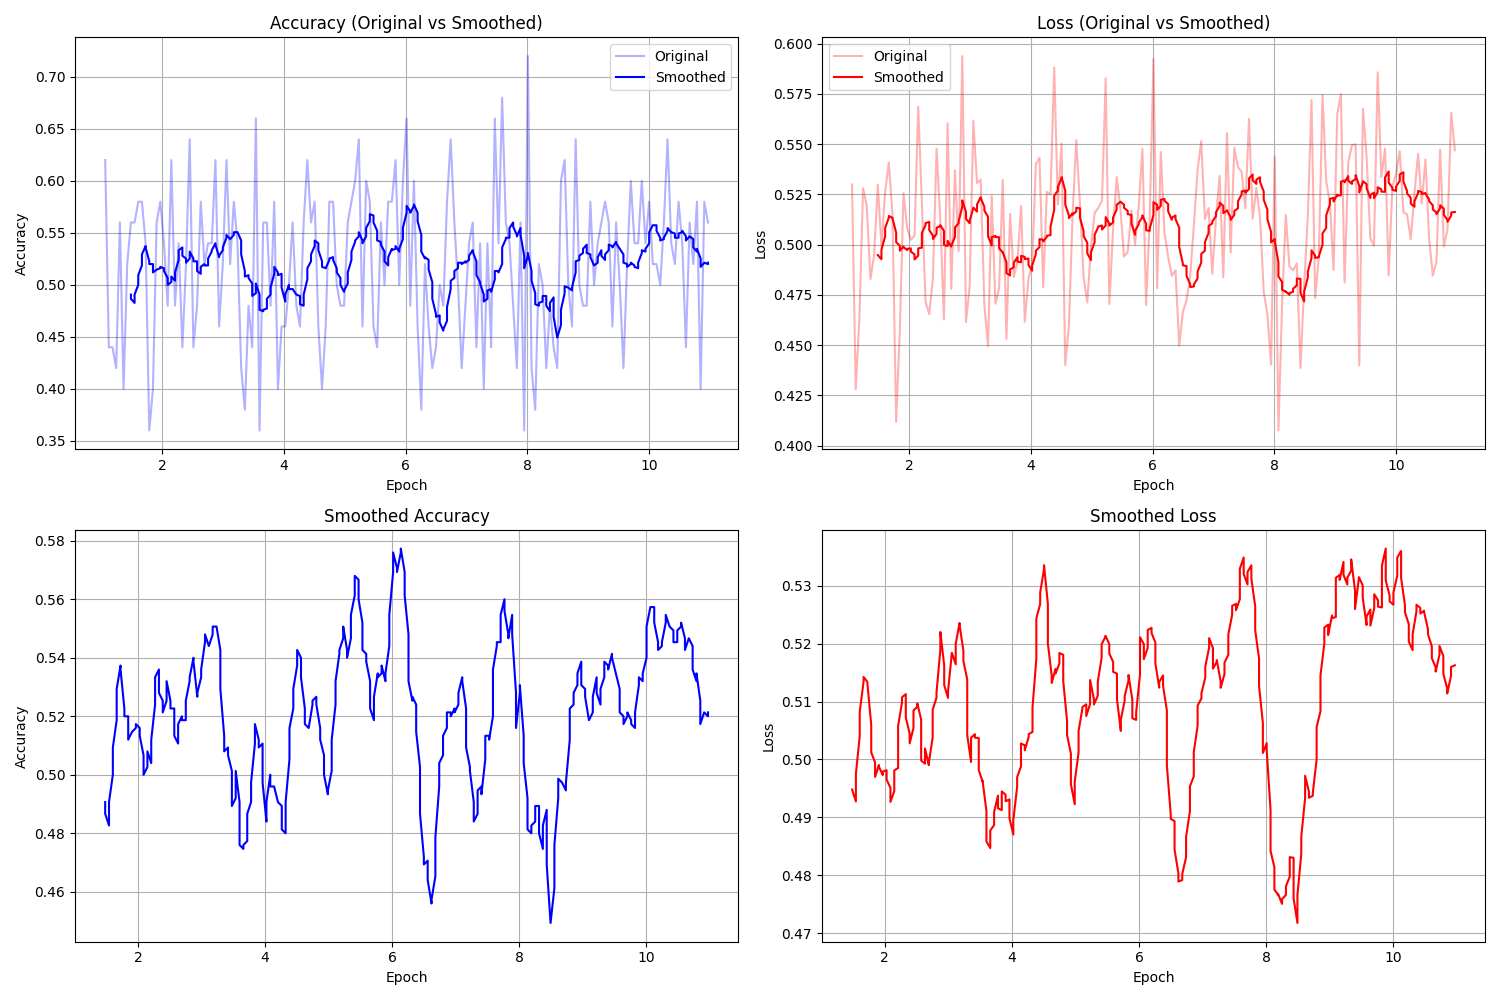 Accuracy (Original vs Smoothed)
Original
Smoothed
0.70
0.65
0.60
0.55
0.50
0.45
0.40
0.35
Accuracy
2 4 6 8 10
Epoch
Loss (Original vs Smoothed)
Original
Smoothed
0.600
0.575
0.550
0.525
0.500
0.475
0.450
0.425
0.400
Loss
2 4 6 8 10
Epoch
Smoothed Accuracy
0.58
0.56
0.54
0.52
0.50
0.48
0.46
Accuracy
2 4 6 8 10
Epoch
Smoothed Loss
0.53
0.52
0.51
0.50
0.49
0.48
0.47
Loss
2 4 6 8 10
Epoch